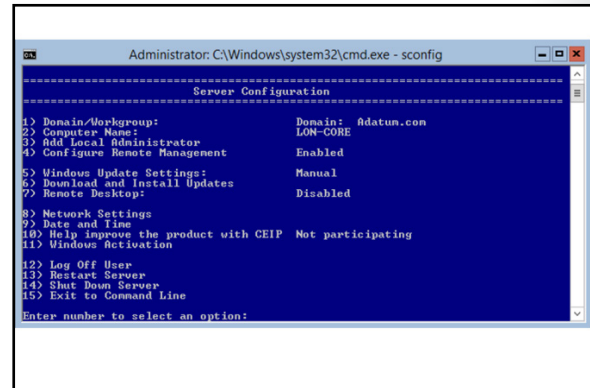 Administrator: C:\Windows\system32\cmd.exe - sconfig
===============================================================================
Server Configuration
===============================================================================
1) Domain/Workgroup: Domain: Adatum.com
2) Computer Name: LON-CORE
3) Add Local Administrator
4) Configure Remote Management Enabled
5) Windows Update Settings: Manual
6) Download and Install Updates
7) Remote Desktop: Disabled
8) Network Settings
9) Date and Time
10) Help improve the product with CEIP Not participating
11) Windows Activation
12) Log Off User
13) Restart Server
14) Shut Down Server
15) Exit to Command Line
Enter number to select an option: